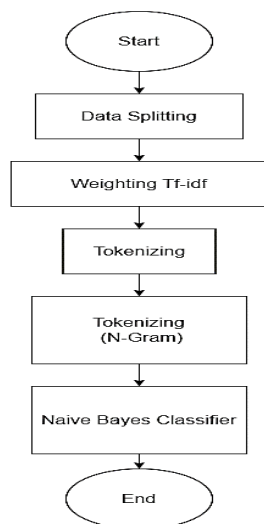 Start
Data Splitting
Weighting Tf-idf
Tokenizing
Tokenizing
(N-Gram)
Naive Bayes Classifier
End